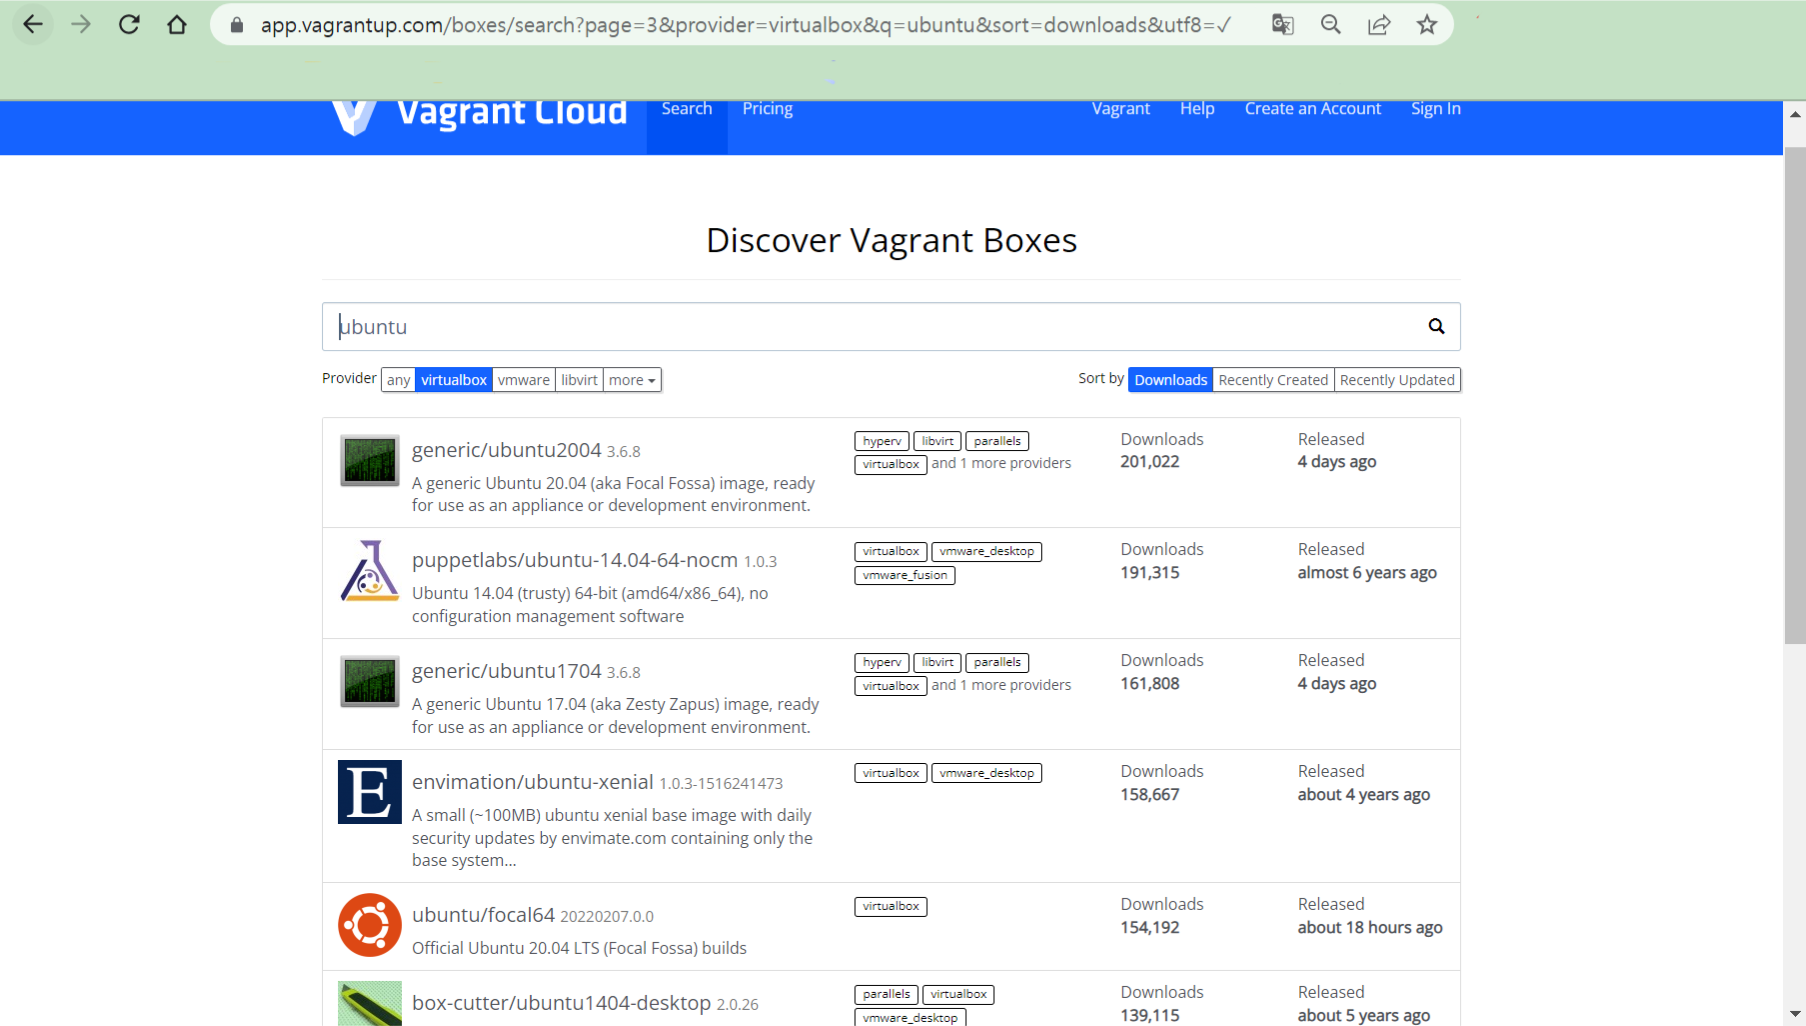 app.vagrantup.com/boxes/search?page=3&provider=virtualbox&q=ubuntu&sort=downloads&utf8=✓
Vagrant Cloud Search Pricing Vagrant Help Create an Account Sign In
Discover Vagrant Boxes
ubuntu
Provider any virtualbox vmware libvirt more Sort by Downloads Recently Created Recently Updated
generic/ubuntu2004 3.6.8
A generic Ubuntu 20.04 (aka Focal Fossa) image, ready
for use as an appliance or development environment.
hyperv libvirt parallels
virtualbox and 1 more providers
Downloads
201,022
Released
4 days ago
puppetlabs/ubuntu-14.04-64-nocm 1.0.3
Ubuntu 14.04 (trusty) 64-bit (amd64/x86_64), no
configuration management software
virtualbox vmware_desktop
vmware_fusion
Downloads
191,315
Released
almost 6 years ago
generic/ubuntu1704 3.6.8
A generic Ubuntu 17.04 (aka Zesty Zapus) image, ready
for use as an appliance or development environment.
hyperv libvirt parallels
virtualbox and 1 more providers
Downloads
161,808
Released
4 days ago
E
envimation/ubuntu-xenial 1.0.3-1516241473
A small (~100MB) ubuntu xenial base image with daily
security updates by envimate.com containing only the
base system...
virtualbox vmware_desktop
Downloads
158,667
Released
about 4 years ago
ubuntu/focal64 20220207.0.0
Official Ubuntu 20.04 LTS (Focal Fossa) builds
virtualbox
Downloads
154,192
Released
about 18 hours ago
box-cutter/ubuntu1404-desktop 2.0.26
parallels virtualbox
vmware_desktop
Downloads
139,115
Released
about 5 years ago